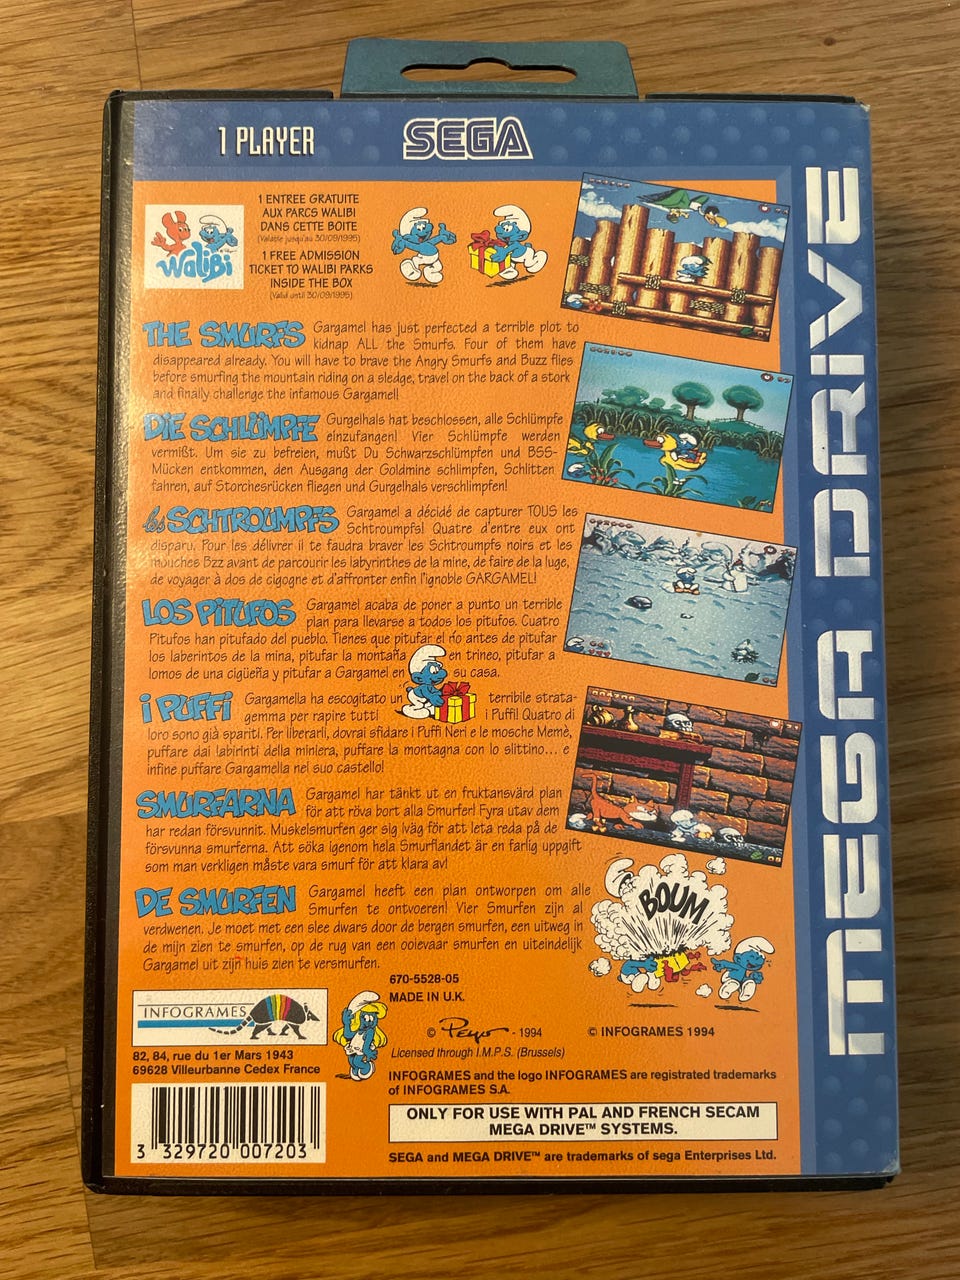 1 PLAYER
SEGA
MEGA DRIVE
Walibi
1 ENTREE GRATUITE
AUX PARCS WALIBI
DANS CETTE BOITE
(Valable jusqu'au 30/09/1995)
1 FREE ADMISSION
TICKET TO WALIBI PARKS
INSIDE THE BOX
(Valid until 30/09/1995)
THE SMURFS Gargamel has just perfected a terrible plot to
kidnap ALL the Smurfs. Four of them have
disappeared already. You will have to brave the Angry Smurfs and Buzz flies
before smurfing the mountain riding on a sledge, travel on the back of a stork
and finally challenge the infamous Gargamel!
DIE SCHLÜMPFE Gurgelhals hat beschlossen, alle Schlümpfe
einzufangen! Vier Schlümpfe werden
vermißt. Um sie zu befreien, mußt Du Schwarzschlümpfen und BSS-
Mücken entkommen, den Ausgang der Goldmine schlimpfen, Schlitten
fahren, auf Storchesrücken fliegen und Gurgelhals verschlimpfen!
les SCHTROUMPFS Gargamel a décidé de capturer TOUS les
Schtroumpfs! Quatre d'entre eux ont
disparu. Pour les délivrer il te faudra braver les Schtroumpfs noirs et les
mouches Bzz avant de parcourir les labyrinthes de la mine, de faire de la luge,
de voyager à dos de cigogne et d'affronter enfin l'ignoble GARGAMEL!
LOS PITUFOS Gargamel acaba de poner a punto un terrible
plan para llevarse a todos los pitufos. Cuatro
Pitufos han pitufado del pueblo. Tienes que pitufar el río antes de pitufar
los laberintos de la mina, pitufar la montaña en trineo, pitufar a
lomos de una cigüeña y pitufar a Gargamel en su casa.
i PUFFi Gargamella ha escogitato un terribile strata-
gemma per rapire tutti i Puffi! Quatro di
loro sono già spariti. Per liberarli, dovrai sfidare i Puffi Neri e le mosche Memè,
puffare dai labirinti della miniera, puffare la montagna con lo slittino... e
infine puffare Gargamella nel suo castello!
SMURFARNA Gargamel har tänkt ut en fruktansvärd plan
för att röva bort alla Smurfer! Fyra utav dem
har redan försvunnit. Muskelsmurfen ger sig iväg för att leta reda på de
försvunna smurferna. Att söka igenom hela Smurflandet är en farlig uppgift
som man verkligen måste vara smurf för att klara av!
DE SMURFEN Gargamel heeft een plan ontworpen om alle
Smurfen te ontvoeren! Vier Smurfen zijn al
verdwenen. Je moet met een slee dwars door de bergen smurfen, een uitweg in
de mijn zien te smurfen, op de rug van een ooievaar smurfen en uiteindelijk
Gargamel uit zijn huis zien te versmurfen.
BOUM
670-5528-05
MADE IN U.K.
INFOGRAMES
82, 84, rue du 1er Mars 1943
69628 Villeurbanne Cedex France
© Peyo - 1994
© INFOGRAMES 1994
Licensed through I.M.P.S. (Brussels)
INFOGRAMES and the logo INFOGRAMES are registrated trademarks
of INFOGRAMES S.A.
ONLY FOR USE WITH PAL AND FRENCH SECAM
MEGA DRIVE™ SYSTEMS.
SEGA and MEGA DRIVE™ are trademarks of sega Enterprises Ltd.
3 329720 007203